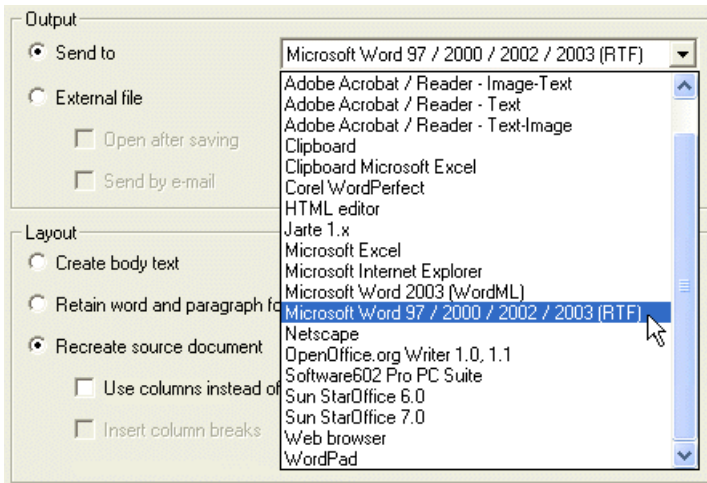 Output
Send to
Microsoft Word 97 / 2000 / 2002 / 2003 (RTF)
External file
Open after saving
Send by e-mail
Adobe Acrobat / Reader - Image-Text
Adobe Acrobat / Reader - Text
Adobe Acrobat / Reader - Text-Image
Clipboard
Clipboard Microsoft Excel
Corel WordPerfect
HTML editor
Jarte 1.x
Microsoft Excel
Microsoft Internet Explorer
Microsoft Word 2003 (WordML)
Microsoft Word 97 / 2000 / 2002 / 2003 (RTF)
Netscape
OpenOffice.org Writer 1.0, 1.1
Software602 Pro PC Suite
Sun StarOffice 6.0
Sun StarOffice 7.0
Web browser
WordPad
Layout
Create body text
Retain word and paragraph fo
Recreate source document
Use columns instead of
Insert column breaks